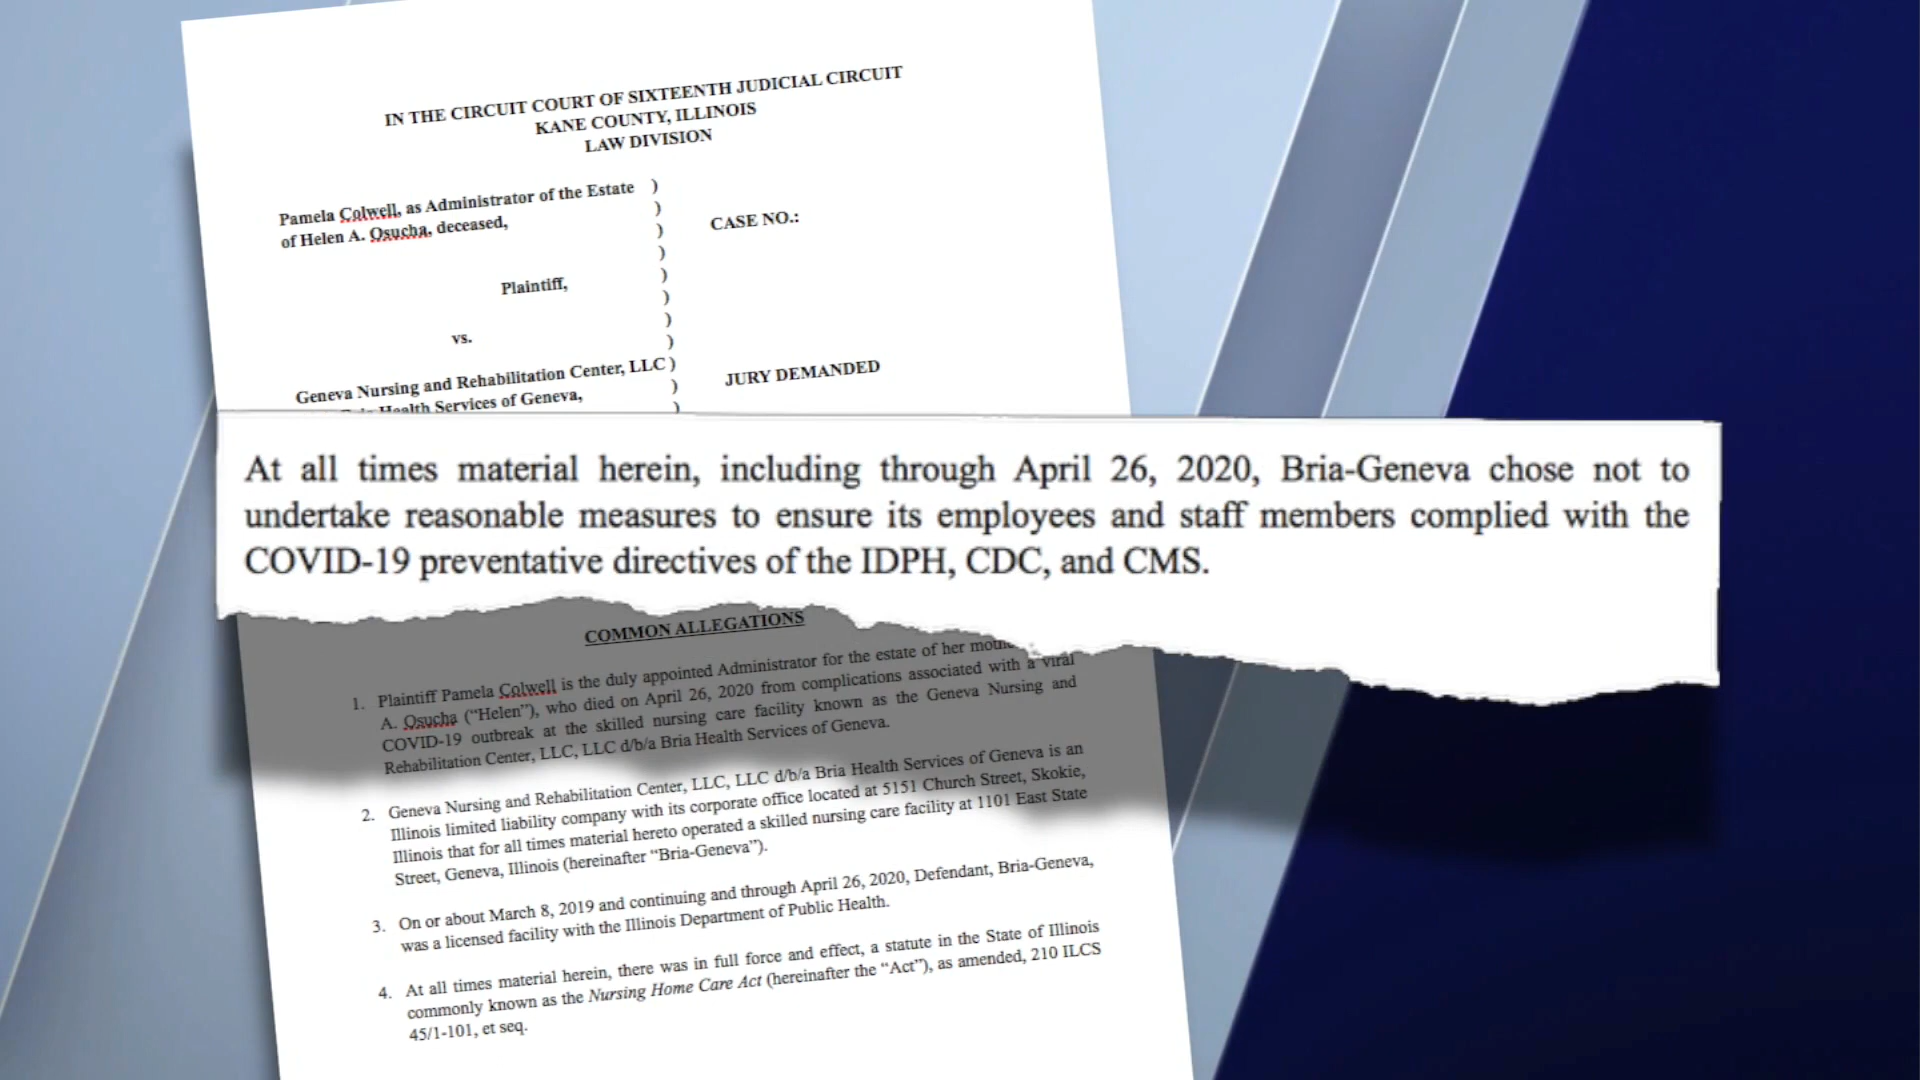 IN THE CIRCUIT COURT OF SIXTEENTH JUDICIAL CIRCUIT
KANE COUNTY, ILLINOIS
LAW DIVISION
Pamela Colwell, as Administrator of the Estate )
of Helen A. Osucha, deceased, )
)
CASE NO.:
)
Plaintiff, )
)
)
vs. )
Geneva Nursing and Rehabilitation Center, LLC )
JURY DEMANDED
Health Services of Geneva, )
)
At all times material herein, including through April 26, 2020, Bria-Geneva chose not to
undertake reasonable measures to ensure its employees and staff members complied with the
COVID-19 preventative directives of the IDPH, CDC, and CMS.
COMMON ALLEGATIONS
1. Plaintiff Pamela Colwell is the duly appointed Administrator for the estate of her
A. Osucha (“Helen”), who died on April 26, 2020 from complications associated with a viral
COVID-19 outbreak at the skilled nursing care facility known as the Geneva Nursing and
Rehabilitation Center, LLC, LLC d/b/a Bria Health Services of Geneva.
2. Geneva Nursing and Rehabilitation Center, LLC, LLC d/b/a Bria Health Services of Geneva is an
Illinois limited liability company with its corporate office located at 5151 Church Street, Skokie,
Illinois that for all times material hereto operated a skilled nursing care facility at 1101 East State
Street, Geneva, Illinois (hereinafter “Bria-Geneva”).
3. On or about March 8, 2019 and continuing and through April 26, 2020, Defendant, Bria-Geneva,
was a licensed facility with the Illinois Department of Public Health.
4. At all times material herein, there was in full force and effect, a statute in the State of Illinois
commonly known as the Nursing Home Care Act (hereinafter the “Act”), as amended, 210 ILCS
45/1-101, et seq.